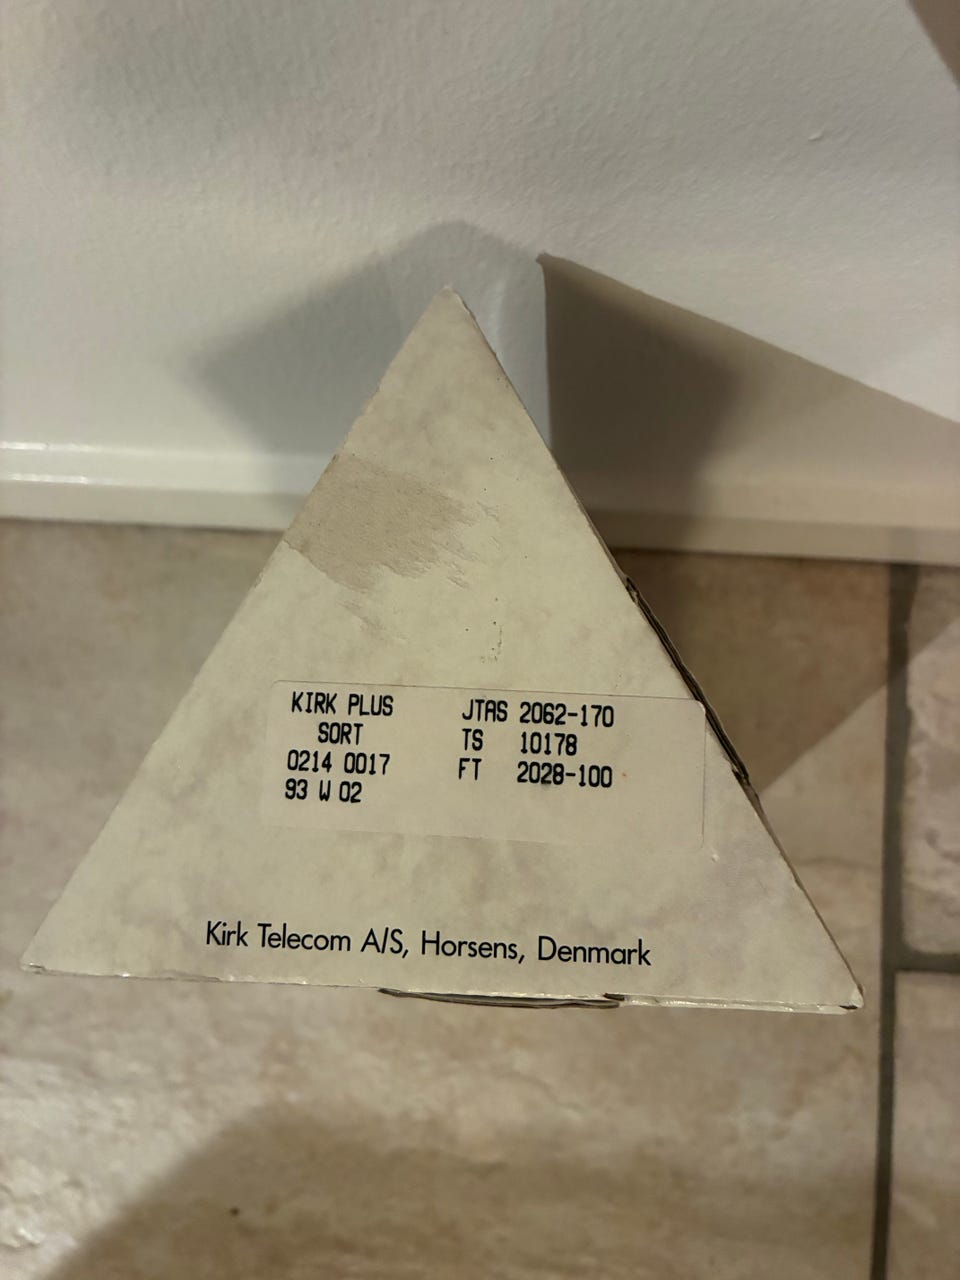 KIRK PLUS
SORT
0214 0017
93 W 02
JTAS 2062-170
TS 10178
FT 2028-100
Kirk Telecom A/S, Horsens, Denmark